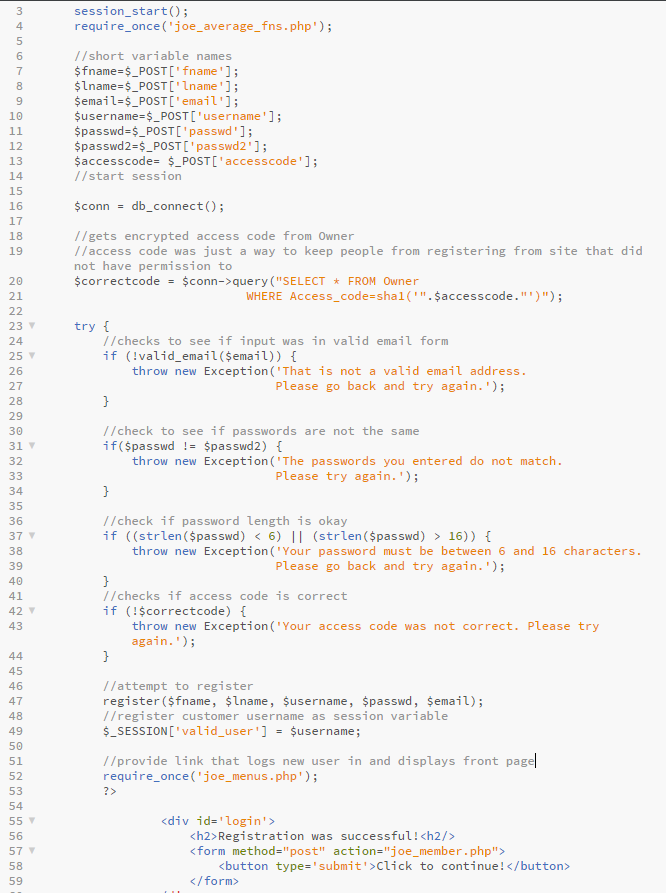 3 session_start();
4 require_once('joe_average_fns.php');
5
6 //short variable names
7 $fname=$_POST['fname'];
8 $lname=$_POST['lname'];
9 $email=$_POST['email'];
10 $username=$_POST['username'];
11 $passwd=$_POST['passwd'];
12 $passwd2=$_POST['passwd2'];
13 $accesscode= $_POST['accesscode'];
14 //start session
15
16 $conn = db_connect();
17
18 //gets encrypted access code from Owner
19 //access code was just a way to keep people from registering from site that did
not have permission to
20 $correctcode = $conn->query("SELECT * FROM Owner
21 WHERE Access_code=sha1('".$accesscode."')");
22
23 try {
24 //checks to see if input was in valid email form
25 if (!valid_email($email)) {
26 throw new Exception('That is not a valid email address.
27 Please go back and try again.');
28 }
29
30 //check to see if passwords are not the same
31 if($passwd != $passwd2) {
32 throw new Exception('The passwords you entered do not match.
33 Please try again.');
34 }
35
36 //check if password length is okay
37 if ((strlen($passwd) < 6) || (strlen($passwd) > 16)) {
38 throw new Exception('Your password must be between 6 and 16 characters.
39 Please go back and try again.');
40 }
41 //checks if access code is correct
42 if (!$correctcode) {
43 throw new Exception('Your access code was not correct. Please try
again.');
44 }
45
46 //attempt to register
47 register($fname, $lname, $username, $passwd, $email);
48 //register customer username as session variable
49 $_SESSION['valid_user'] = $username;
50
51 //provide link that logs new user in and displays front page
52 require_once('joe_menus.php');
53 ?>
54
55 <div id='login'>
56 <h2>Registration was successful!<h2/>
57 <form method="post" action="joe_member.php">
58 <button type='submit'>Click to continue!</button>
59 </form>